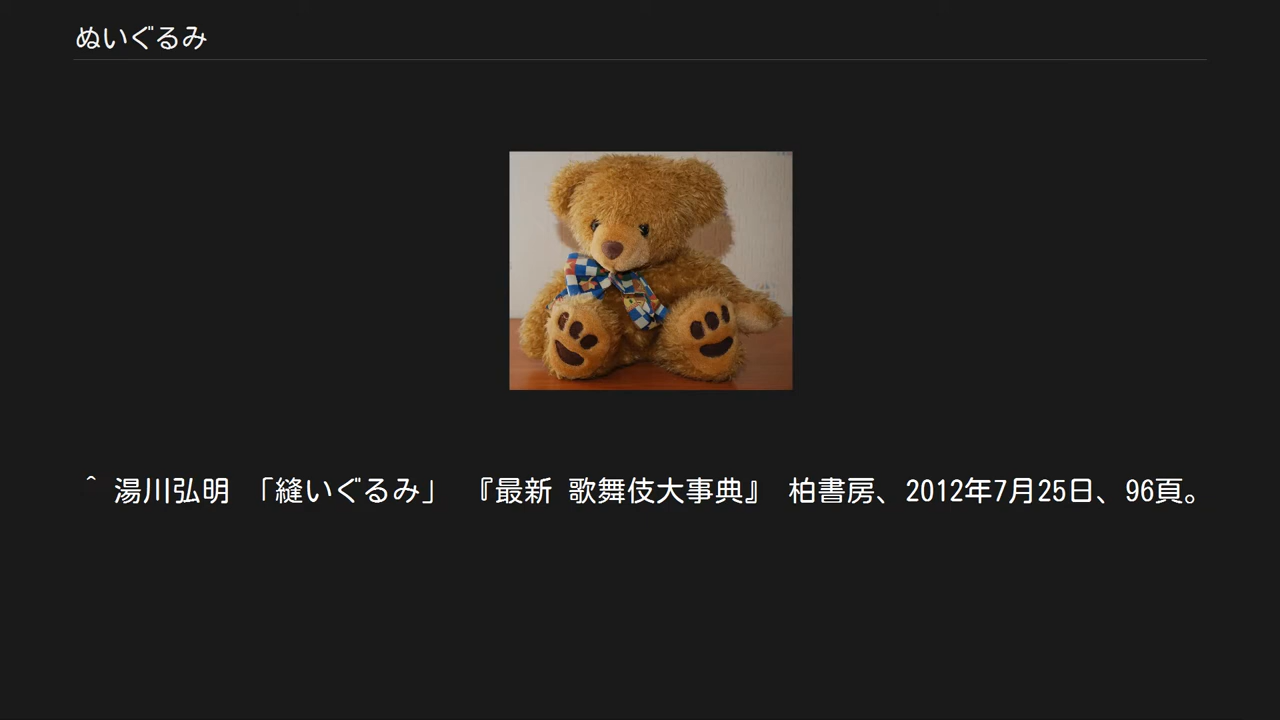 ぬいぐるみ
^ 湯川弘明 「縫いぐるみ」 『最新 歌舞伎大事典』 柏書房、2012年7月25日、96頁。